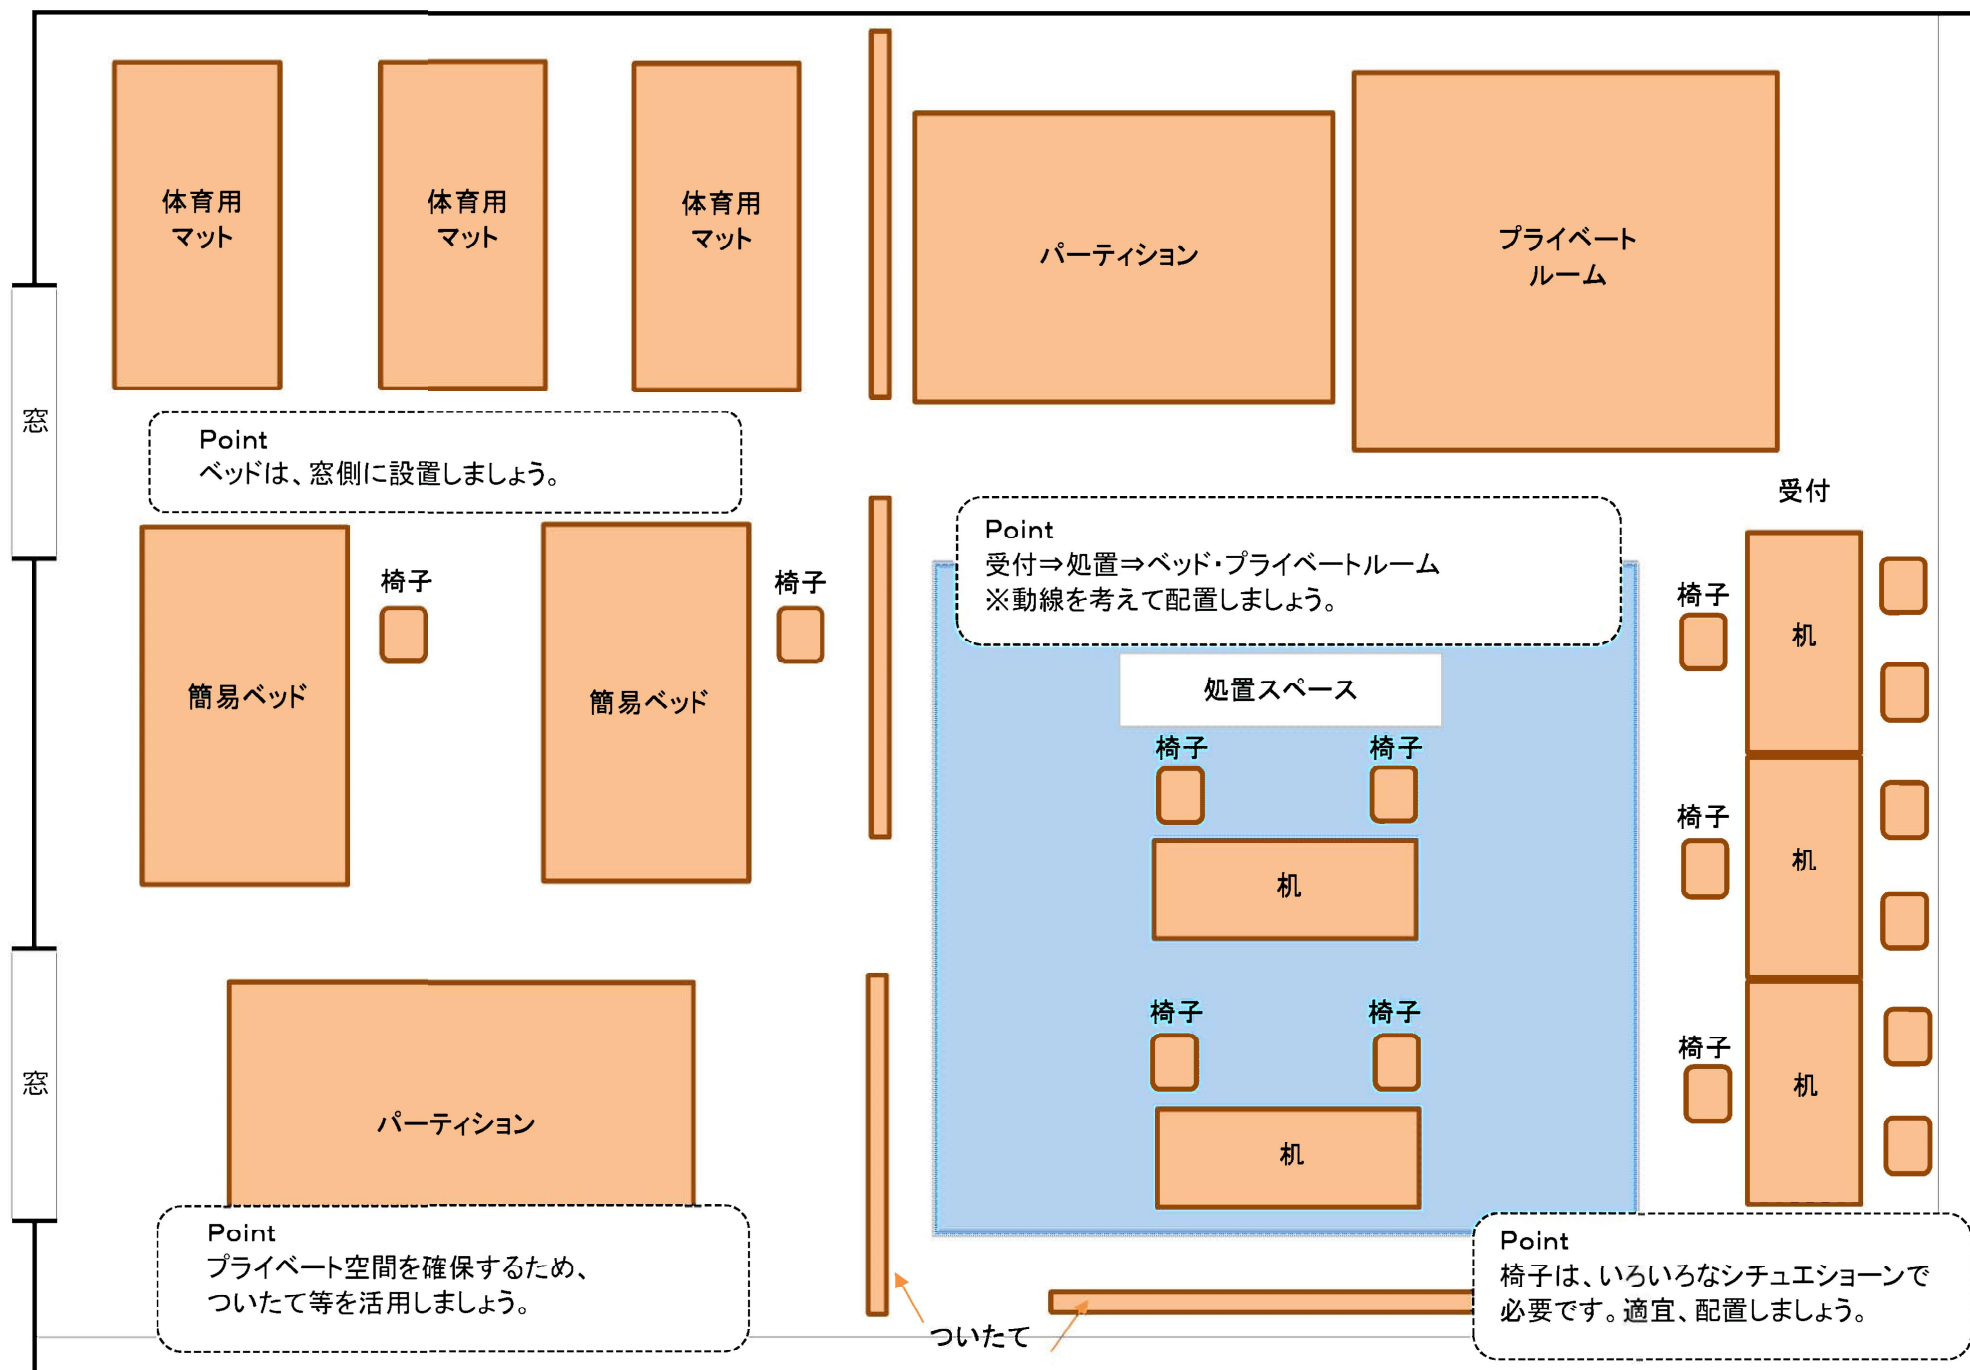 体育用
マット
体育用
マット
体育用
マット
パーティション
プライベート
ルーム
窓
Point
ベッドは、窓側に設置しましょう。
受付
Point
受付⇒処置⇒ベッド・プライベートルーム
※動線を考えて配置しましょう。
椅子
椅子
椅子
机
簡易ベッド
簡易ベッド
処置スペース
椅子
椅子
椅子
机
机
椅子
椅子
椅子
机
机
机
窓
パーティション
Point
プライベート空間を確保するため、
ついたて等を活用しましょう。
Point
椅子は、いろいろなシチュエショーンで
必要です。適宜、配置しましょう。
ついたて